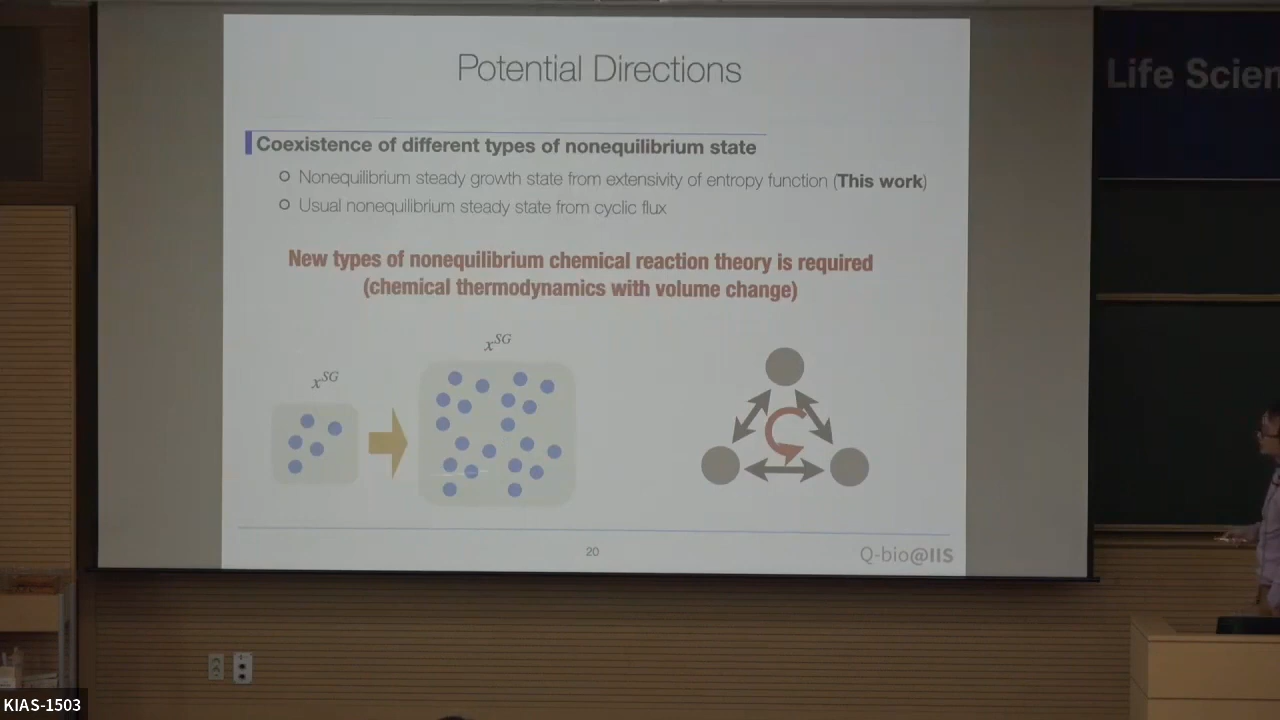 Potential Directions
Life Scien
Coexistence of different types of nonequilibrium state
Nonequilibrium steady growth state from extensivity of entropy function (This work)
Usual nonequilibrium steady state from cyclic flux
New types of nonequilibrium chemical reaction theory is required
(chemical thermodynamics with volume change)
x^SG
x^SG
20
Q-bio@IIS
KIAS-1503